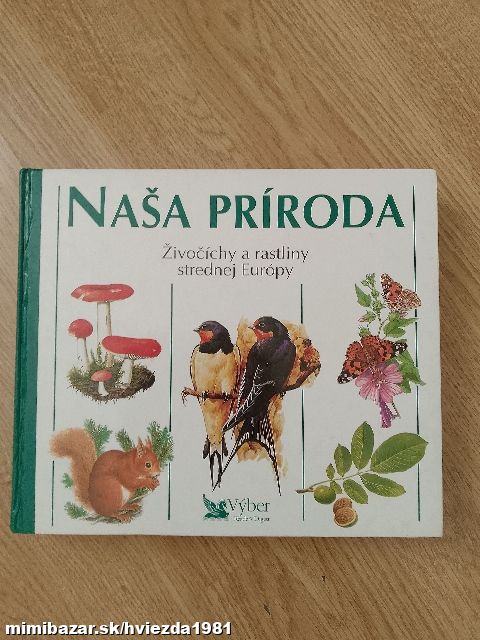 NAŠA PRÍRODA
Živočíchy a rastliny
strednej Európy
Výber
mimibazar.sk/hviezda1981